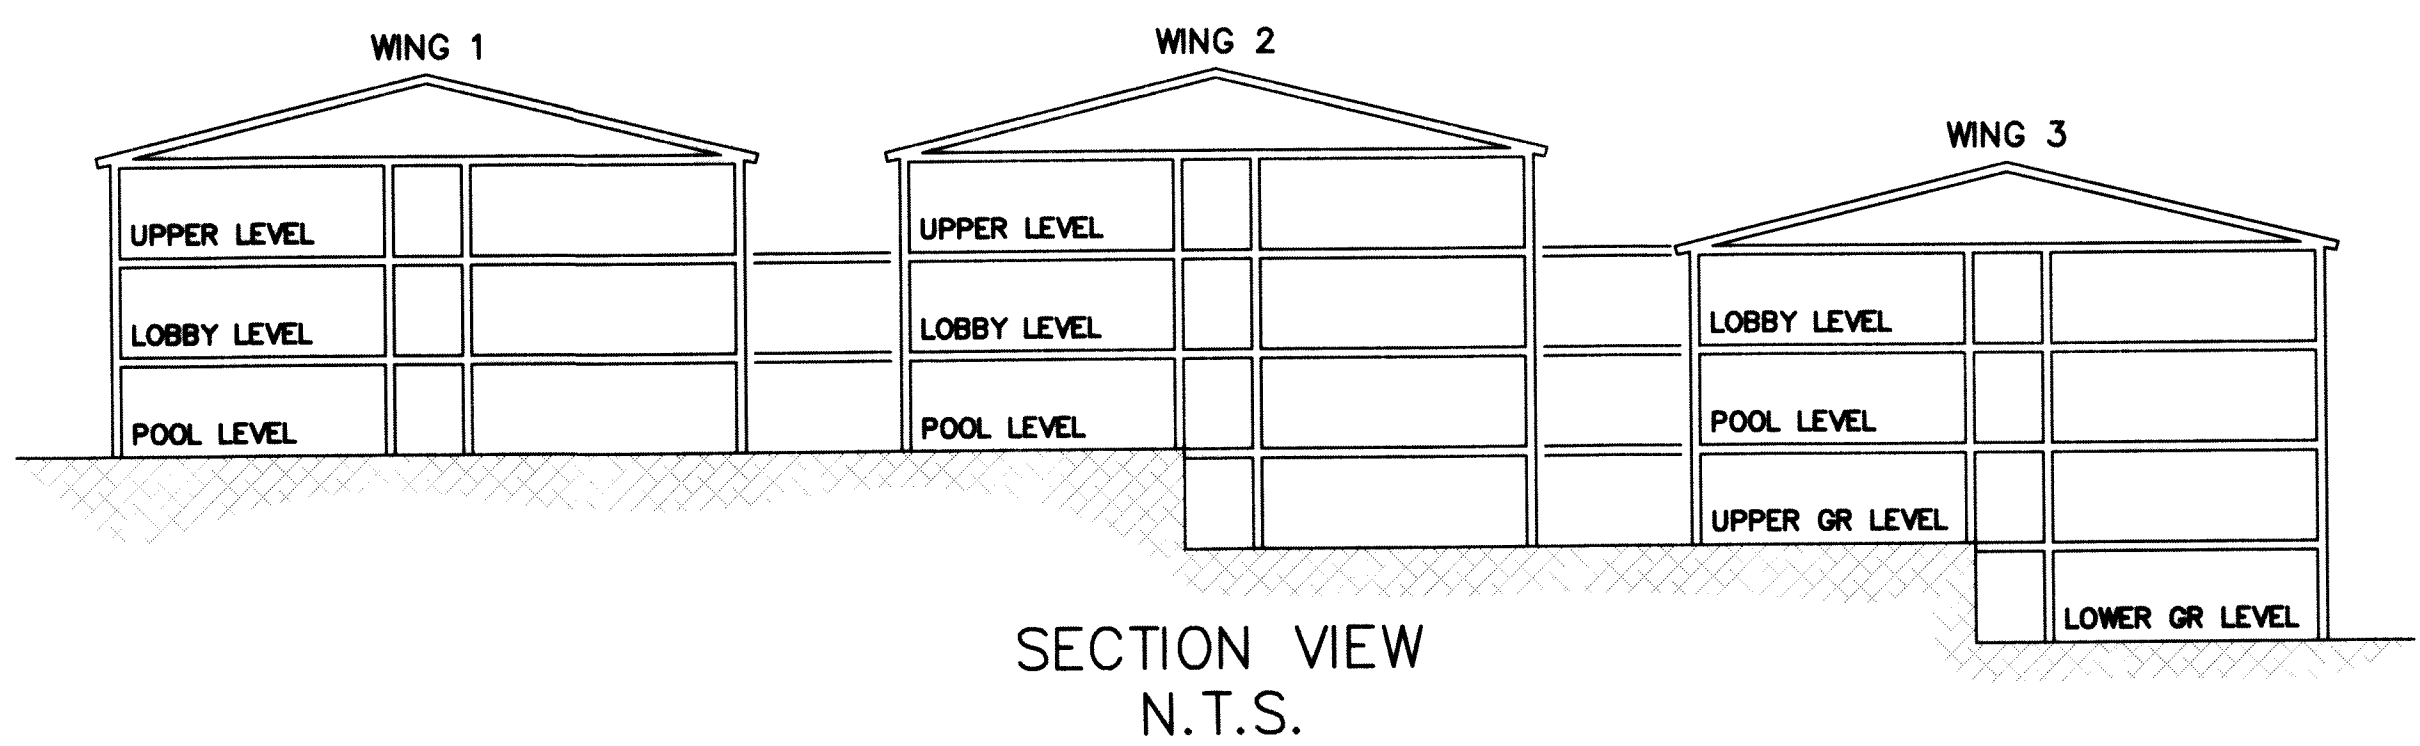 WING 1
UPPER LEVEL
LOBBY LEVEL
POOL LEVEL
WING 2
UPPER LEVEL
LOBBY LEVEL
POOL LEVEL
WING 3
LOBBY LEVEL
POOL LEVEL
UPPER GR LEVEL
LOWER GR LEVEL
SECTION VIEW
N.T.S.